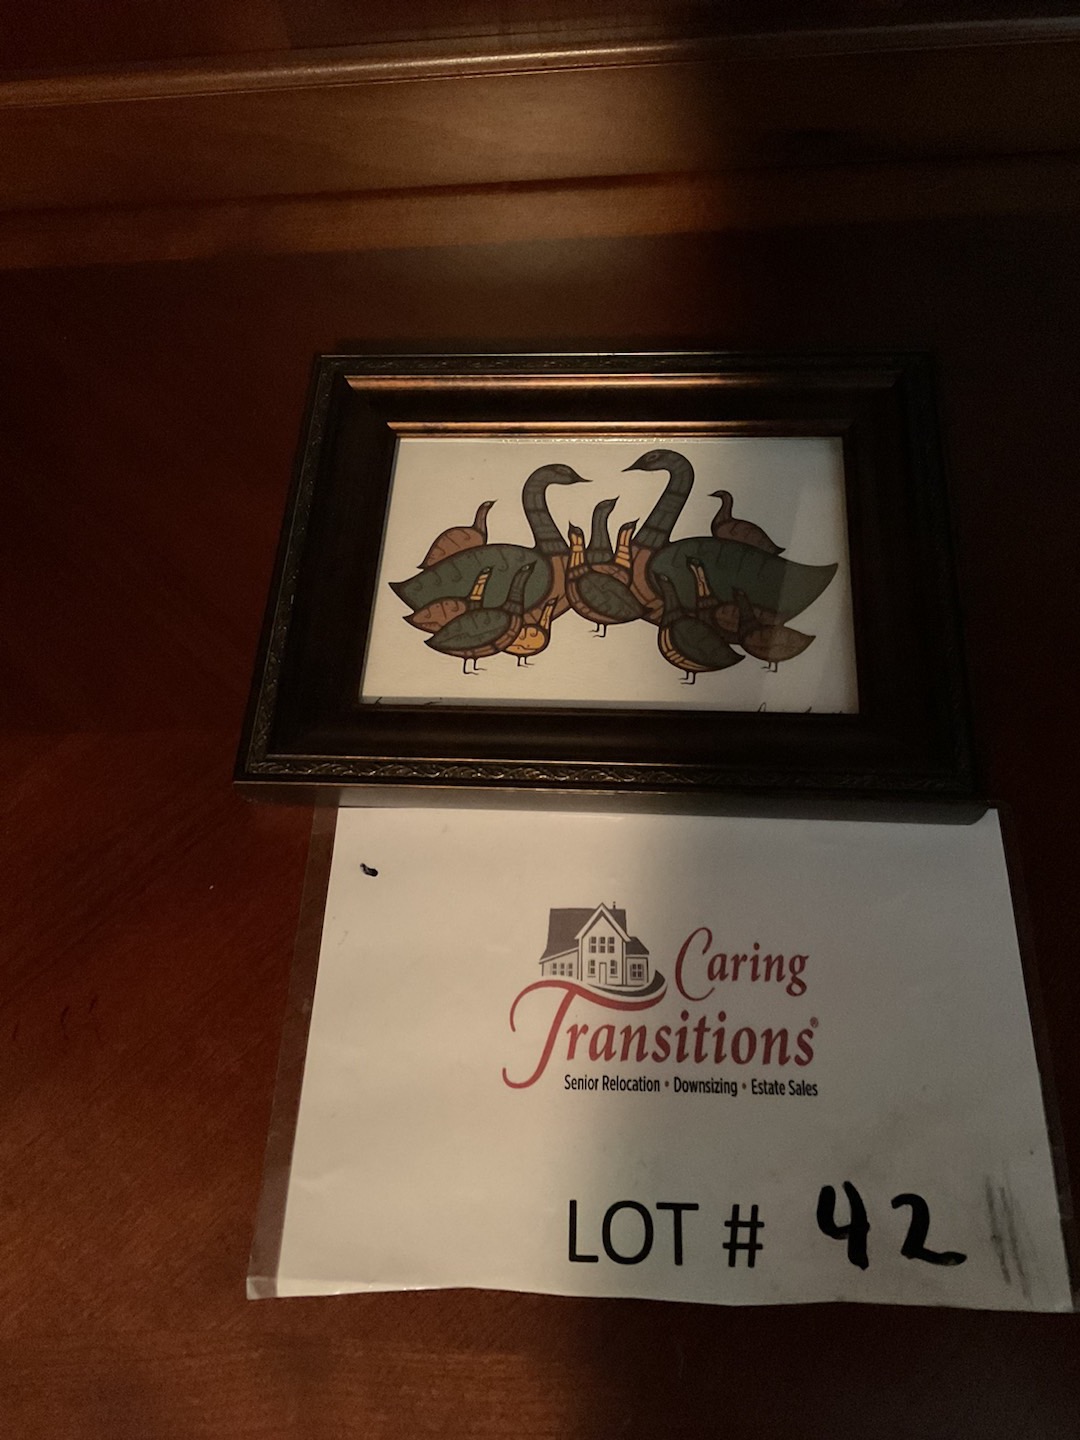 Caring
Transitions®
Senior Relocation • Downsizing • Estate Sales
LOT # 42